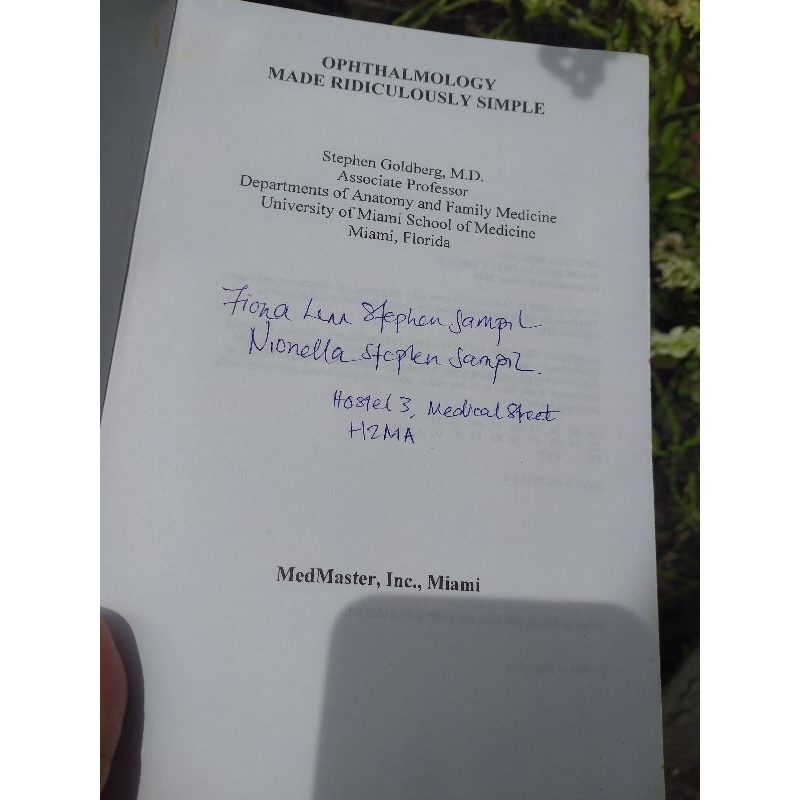 OPHTHALMOLOGY
MADE RIDICULOUSLY SIMPLE
Stephen Goldberg, M.D.
Associate Professor
Departments of Anatomy and Family Medicine
University of Miami School of Medicine
Miami, Florida
Fiona Stephen Sampil
Nionella Stephen Sampil.
Hostel 3, Medical Street
H2MA
MedMaster, Inc., Miami